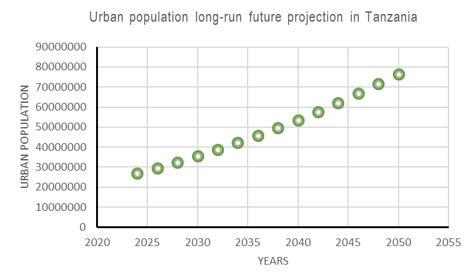 Urban population long-run future projection in Tanzania
90000000
80000000
70000000
60000000
50000000
40000000
30000000
20000000
10000000
0
URBAN POPULATION
2020 2025 2030 2035 2040 2045 2050 2055
YEARS